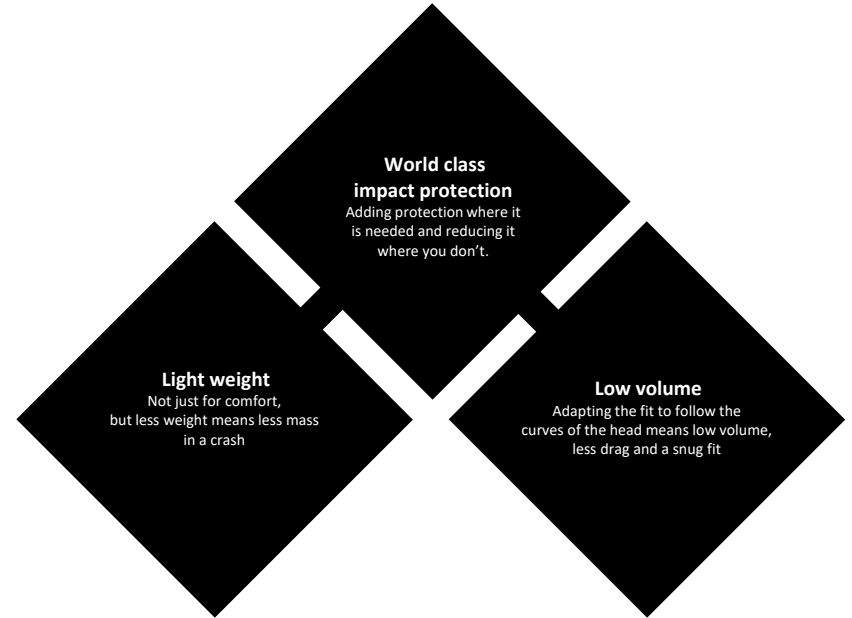 World class
impact protection
Adding protection where it
is needed and reducing it
where you don’t.
Light weight
Not just for comfort,
but less weight means less mass
in a crash
Low volume
Adapting the fit to follow the
curves of the head means low volume,
less drag and a snug fit